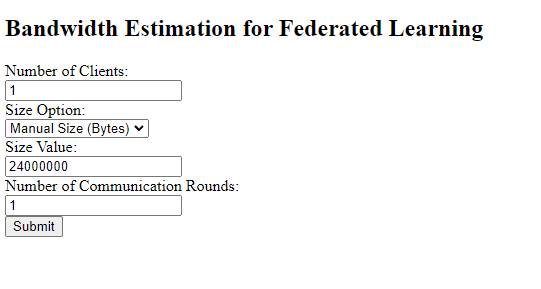 Bandwidth Estimation for Federated Learning
Number of Clients:
1
Size Option:
Manual Size (Bytes)
Size Value:
24000000
Number of Communication Rounds:
1
Submit